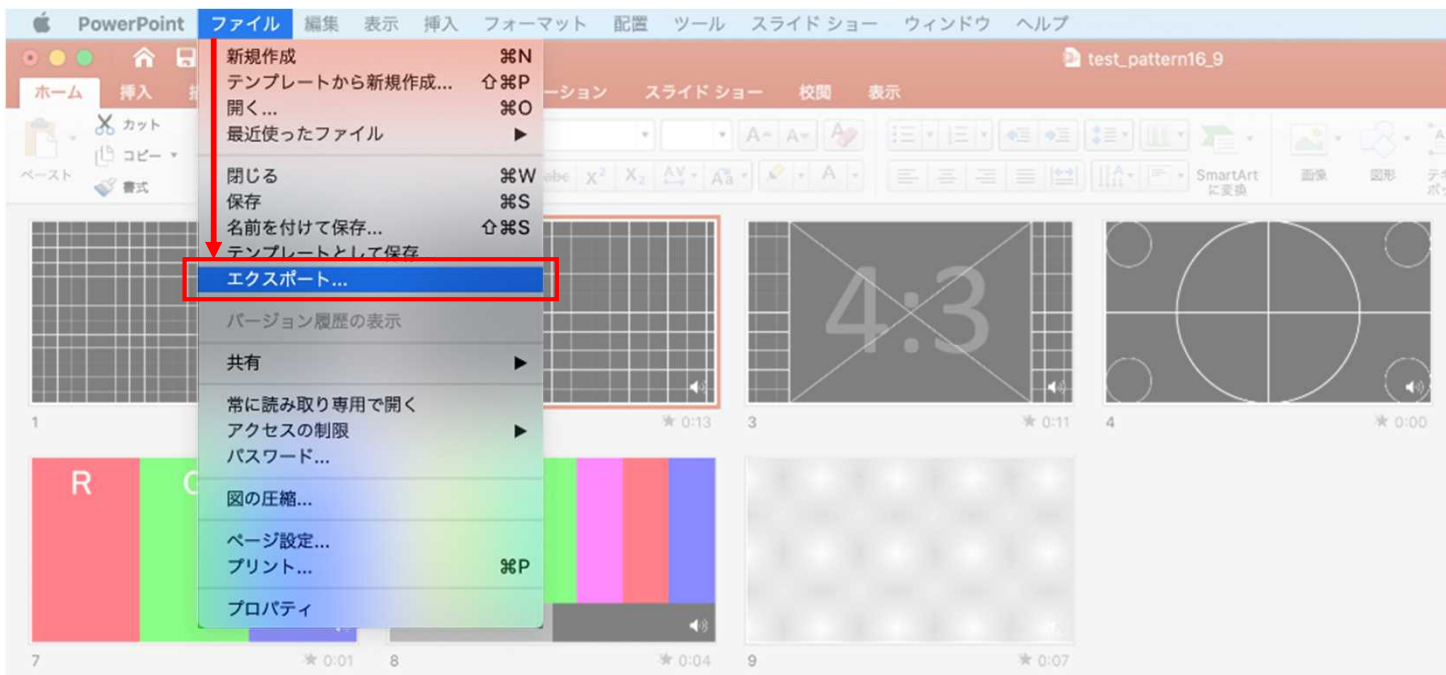 PowerPoint ファイル 編集 表示 挿入 フォーマット 配置 ツール スライド ショー ウィンドウ ヘルプ
test_pattern16_9
ホーム 挿入 ーション スライド ショー 校閲 表示
新規作成 ⌘N
テンプレートから新規作成... ⇧⌘P
開く... ⌘O
最近使ったファイル ▶
閉じる ⌘W
保存 ⌘S
名前を付けて保存... ⇧⌘S
テンプレートとして保存
エクスポート...
バージョン履歴の表示
共有 ▶
常に読み取り専用で開く
アクセスの制限 ▶
パスワード...
図の圧縮...
ページ設定...
プリント... ⌘P
プロパティ
ペースト
カット
コピー
書式
abc X² X₂ AV Aa A
A A A
SmartArt
に変換
画像
図形
4:3
1 0:13 3 0:11 4 0:00
R G
7 0:01 8 0:04 9 0:07